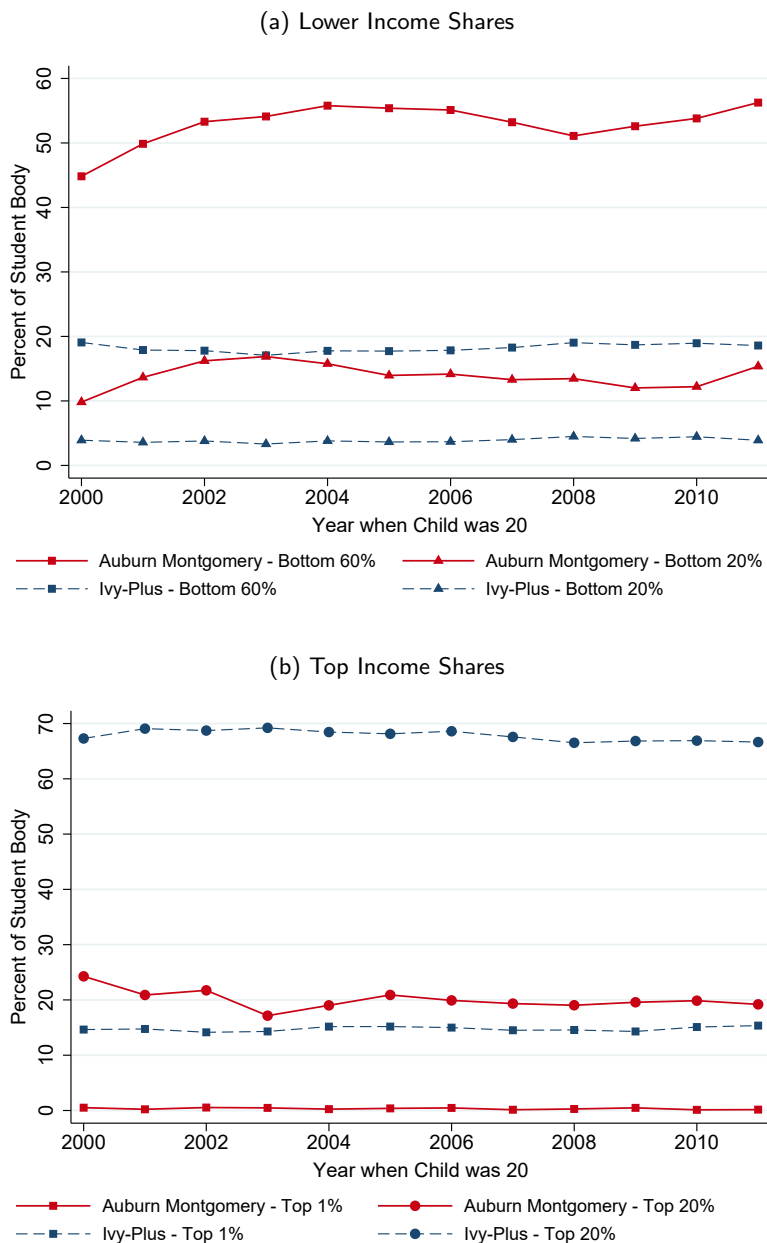 (a) Lower Income Shares
60
50
40
30
20
10
0
Percent of Student Body
2000 2002 2004 2006 2008 2010
Year when Child was 20
Auburn Montgomery - Bottom 60% Auburn Montgomery - Bottom 20%
Ivy-Plus - Bottom 60% Ivy-Plus - Bottom 20%
(b) Top Income Shares
70
60
50
40
30
20
10
0
Percent of Student Body
2000 2002 2004 2006 2008 2010
Year when Child was 20
Auburn Montgomery - Top 1% Auburn Montgomery - Top 20%
Ivy-Plus - Top 1% Ivy-Plus - Top 20%